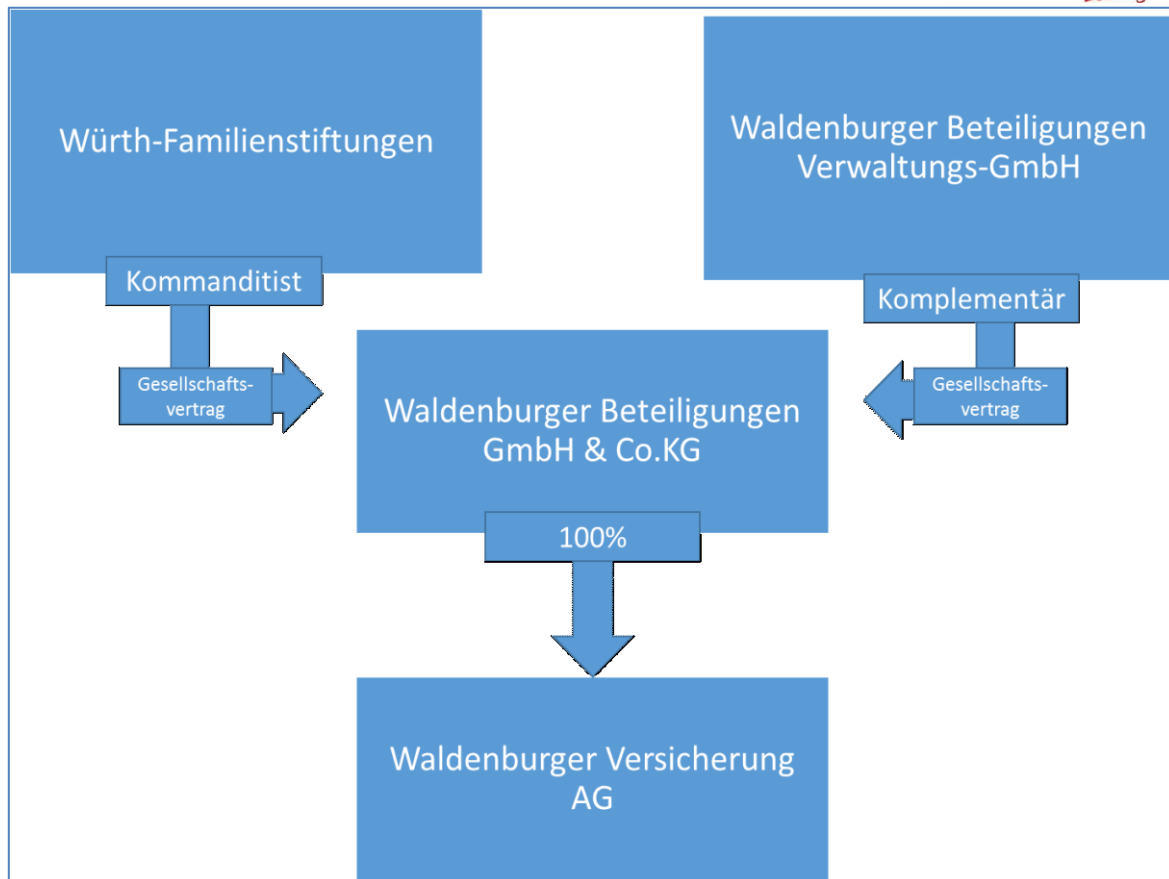 Würth-Familienstiftungen
Waldenburger Beteiligungen
Verwaltungs-GmbH
Kommanditist
Komplementär
Gesellschafts-
vertrag
Gesellschafts-
vertrag
Waldenburger Beteiligungen
GmbH & Co.KG
100%
Waldenburger Versicherung
AG